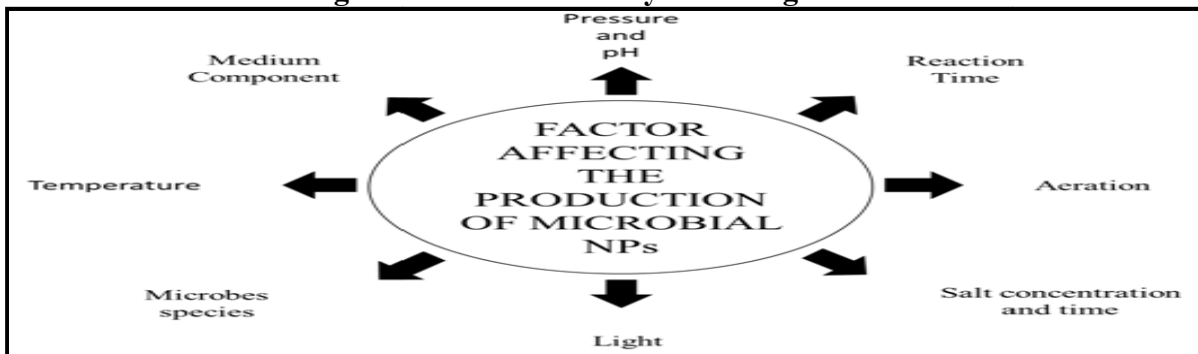 Pressure
and
pH
Medium
Component
Reaction
Time
FACTOR
AFFECTING
THE
PRODUCTION
OF MICROBIAL
NPs
Temperature
Aeration
Microbes
species
Salt concentration
and time
Light